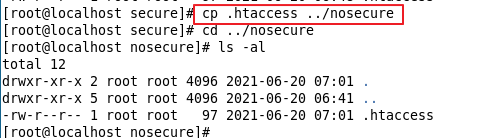 [root@localhost secure]# cp .htaccess ../nosecure
[root@localhost secure]# cd ../nosecure
[root@localhost nosecure]# ls -al
total 12
drwxr-xr-x 2 root root 4096 2021-06-20 07:01 .
drwxr-xr-x 5 root root 4096 2021-06-20 06:41 ..
-rw-r--r-- 1 root root   97 2021-06-20 07:01 .htaccess
[root@localhost nosecure]#